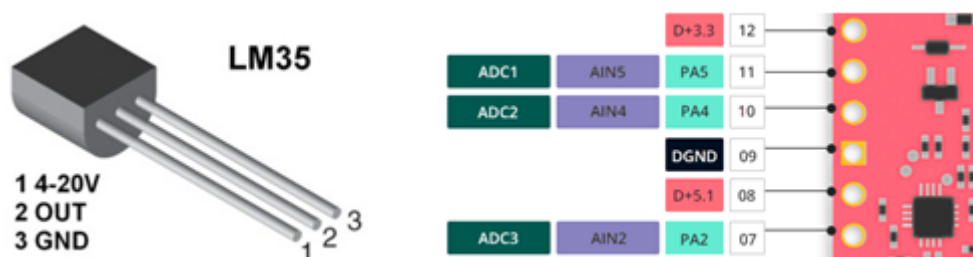 LM35
1 4-20V
2 OUT
3 GND
1 2 3
D+3.3 12
ADC1 AIN5 PA5 11
ADC2 AIN4 PA4 10
DGND 09
D+5.1 08
ADC3 AIN2 PA2 07